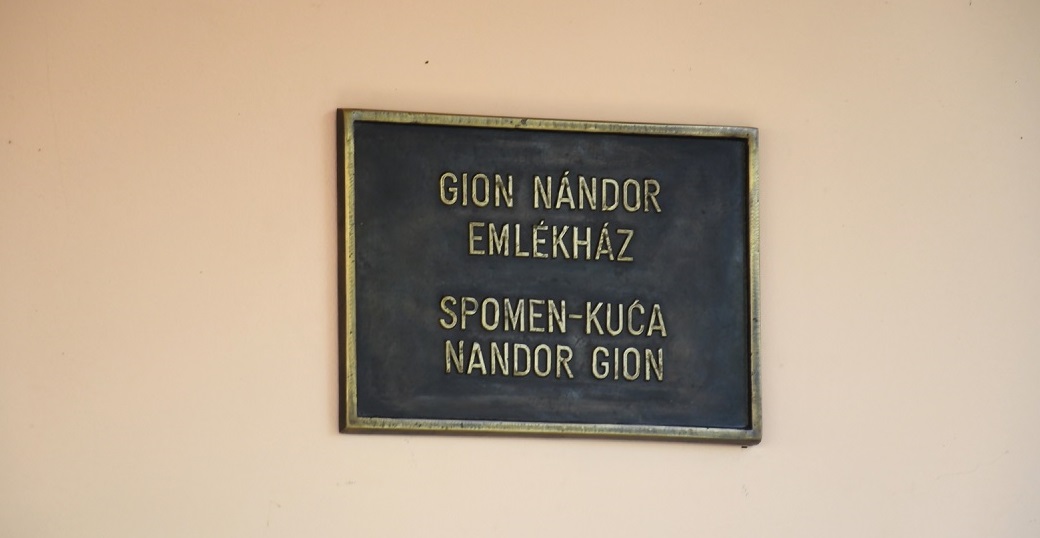 GION NÁNDOR
EMLÉKHÁZ
SPOMEN-KUĆA
NANDOR GION